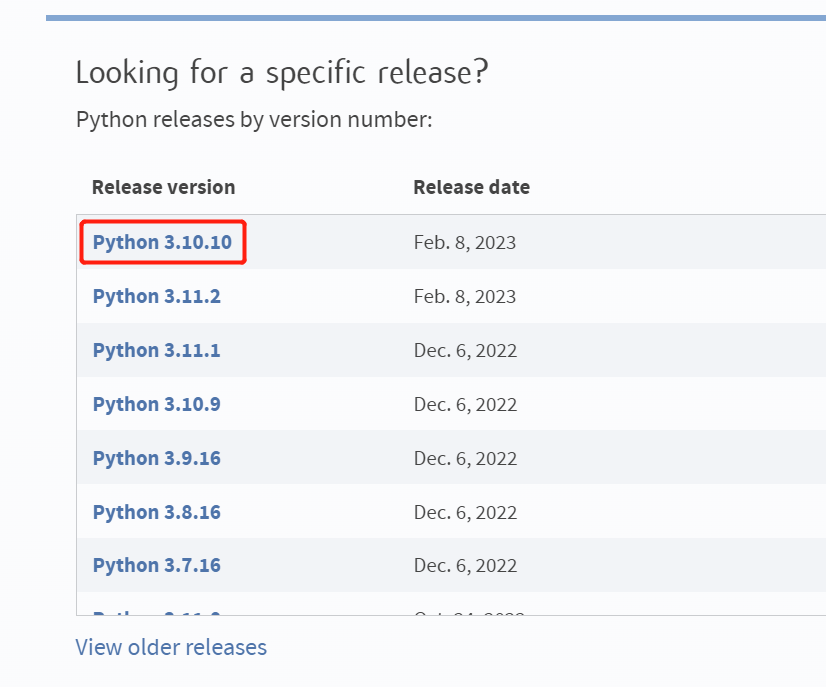 Looking for a specific release?
Python releases by version number:
Release version Release date
Python 3.10.10 Feb. 8, 2023
Python 3.11.2 Feb. 8, 2023
Python 3.11.1 Dec. 6, 2022
Python 3.10.9 Dec. 6, 2022
Python 3.9.16 Dec. 6, 2022
Python 3.8.16 Dec. 6, 2022
Python 3.7.16 Dec. 6, 2022
View older releases